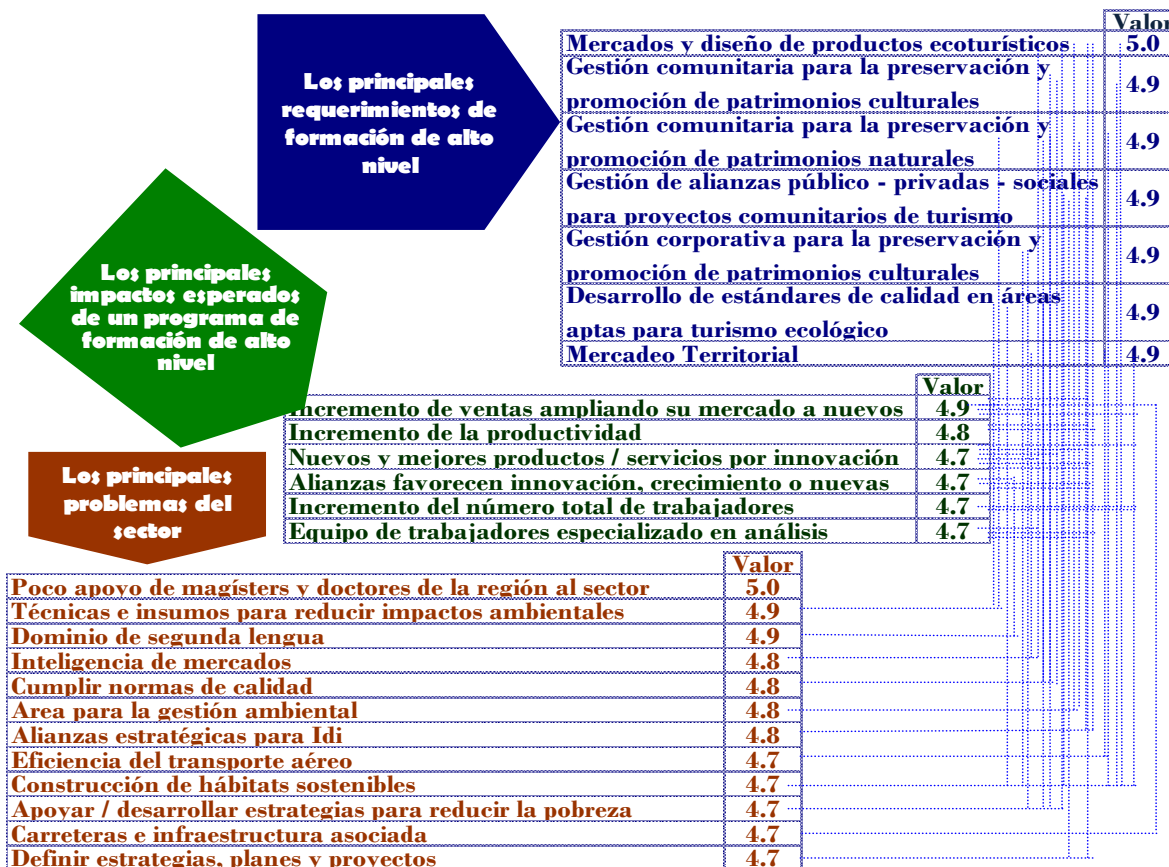 Los principales
requerimientos de
formación de alto
nivel
Valor
Mercados y diseño de productos ecoturísticos 5.0
Gestión comunitaria para la preservación y
promoción de patrimonios culturales 4.9
Gestión comunitaria para la preservación y
promoción de patrimonios naturales 4.9
Gestión de alianzas público - privadas - sociales
para proyectos comunitarios de turismo 4.9
Gestión corporativa para la preservación y
promoción de patrimonios culturales 4.9
Desarrollo de estándares de calidad en áreas
aptas para turismo ecológico 4.9
Mercadeo Territorial 4.9
Los principales
impactos esperados
de un programa de
formación de alto
nivel
Valor
Incremento de ventas ampliando su mercado a nuevos 4.9
Incremento de la productividad 4.8
Nuevos y mejores productos / servicios por innovación 4.7
Alianzas favorecen innovación, crecimiento o nuevas 4.7
Incremento del número total de trabajadores 4.7
Equipo de trabajadores especializado en análisis 4.7
Los principales
problemas del
sector
Valor
Poco apoyo de magísters y doctores de la región al sector 5.0
Técnicas e insumos para reducir impactos ambientales 4.9
Dominio de segunda lengua 4.9
Inteligencia de mercados 4.8
Cumplir normas de calidad 4.8
Area para la gestión ambiental 4.8
Alianzas estratégicas para Idi 4.8
Eficiencia del transporte aéreo 4.7
Construcción de hábitats sostenibles 4.7
Apoyar / desarrollar estrategias para reducir la pobreza 4.7
Carreteras e infraestructura asociada 4.7
Definir estrategias, planes y proyectos 4.7